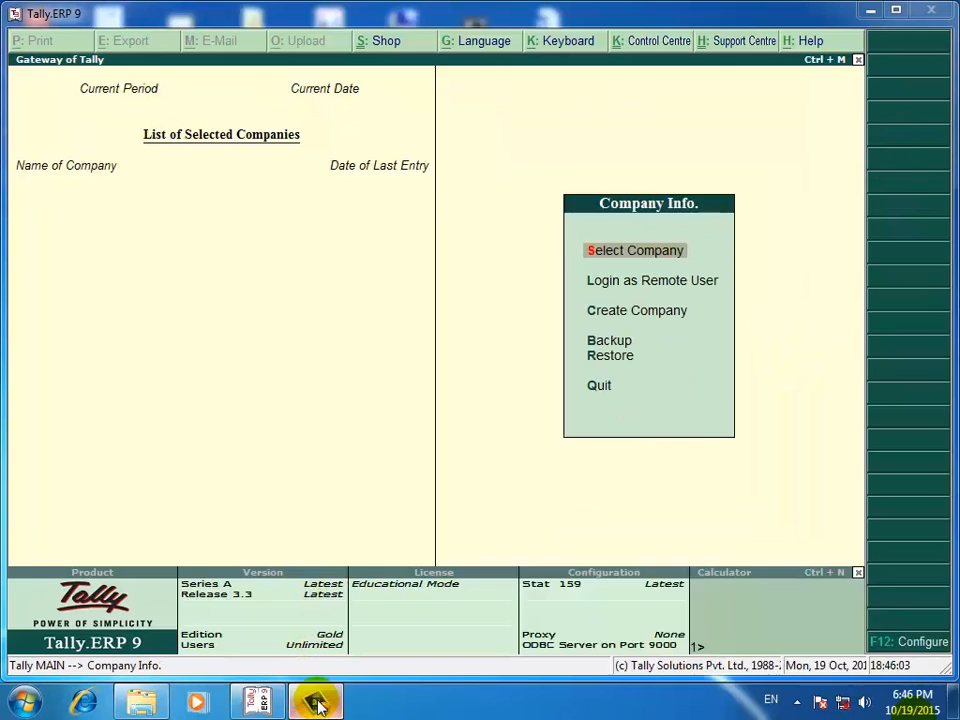 Tally.ERP 9
P: Print E: Export M: E-Mail O: Upload S: Shop G: Language K: Keyboard K: Control Centre H: Support Centre H: Help
Gateway of Tally Ctrl + M
Current Period Current Date
List of Selected Companies
Name of Company Date of Last Entry
Company Info.
Select Company
Login as Remote User
Create Company
Backup
Restore
Quit
Product Version License Configuration Calculator Ctrl + N
Tally
POWER OF SIMPLICITY
Tally.ERP 9
Series A Latest
Release 3.3 Latest
Edition Gold
Users Unlimited
Educational Mode
Stat 159 Latest
Proxy None
ODBC Server on Port 9000
1>
F12: Configure
Tally MAIN --> Company Info. (c) Tally Solutions Pvt. Ltd., 1988- Mon, 19 Oct, 201 18:46:03
Tally ERP 9
EN
6:46 PM
10/19/2015